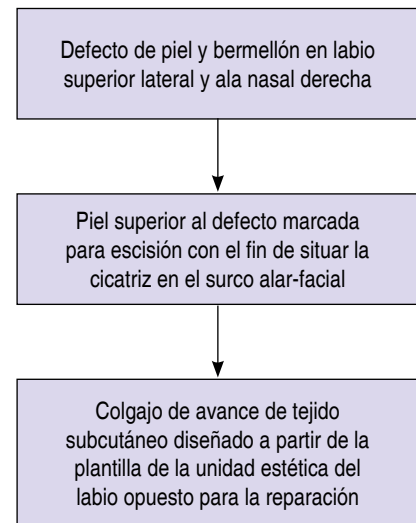 Defecto de piel y bermellón en labio
superior lateral y ala nasal derecha
Piel superior al defecto marcada
para escisión con el fin de situar la
cicatriz en el surco alar-facial
Colgajo de avance de tejido
subcutáneo diseñado a partir de la
plantilla de la unidad estética del
labio opuesto para la reparación